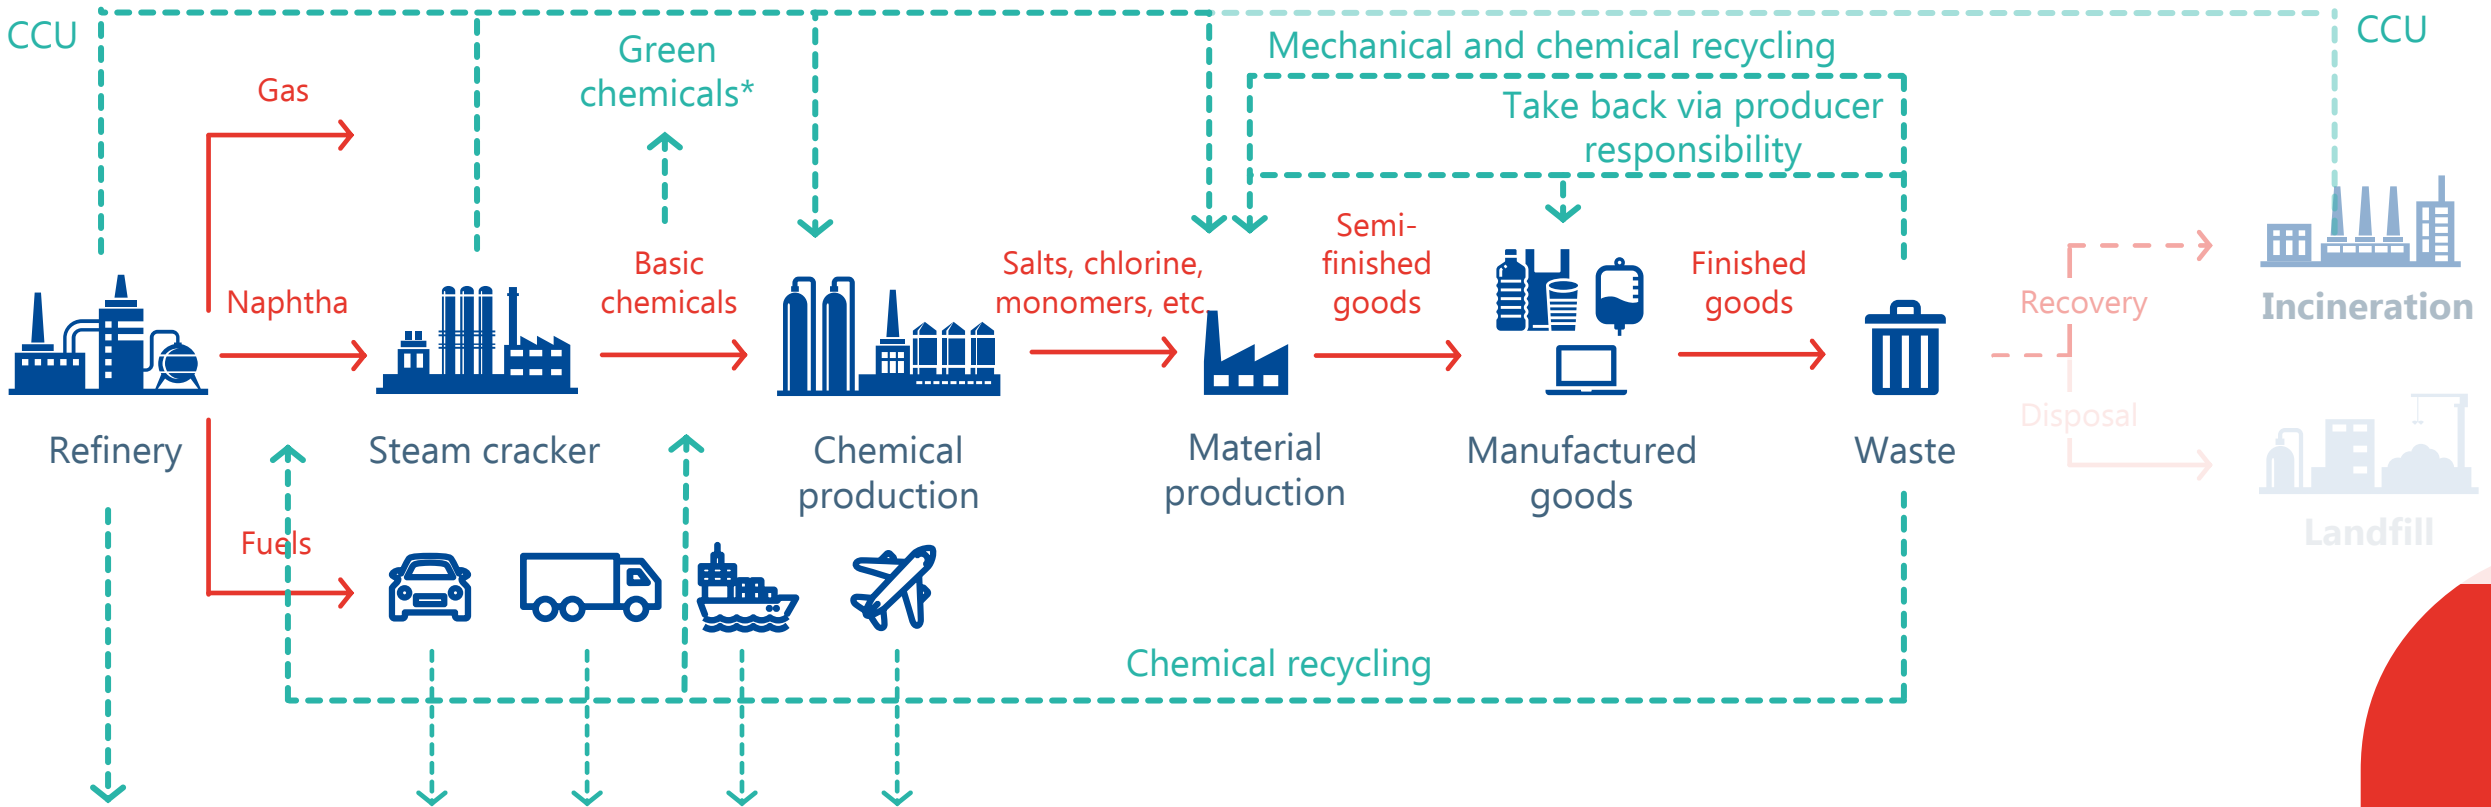 CCU
CCU
Green
chemicals*
Mechanical and chemical recycling
Gas
Take back via producer
responsibility
Naphtha
Basic
chemicals
Salts, chlorine,
monomers, etc.
Semi-
finished
goods
Finished
goods
Recovery
Incineration
Disposal
Refinery
Steam cracker
Chemical
production
Material
production
Manufactured
goods
Waste
Landfill
Fuels
Chemical recycling